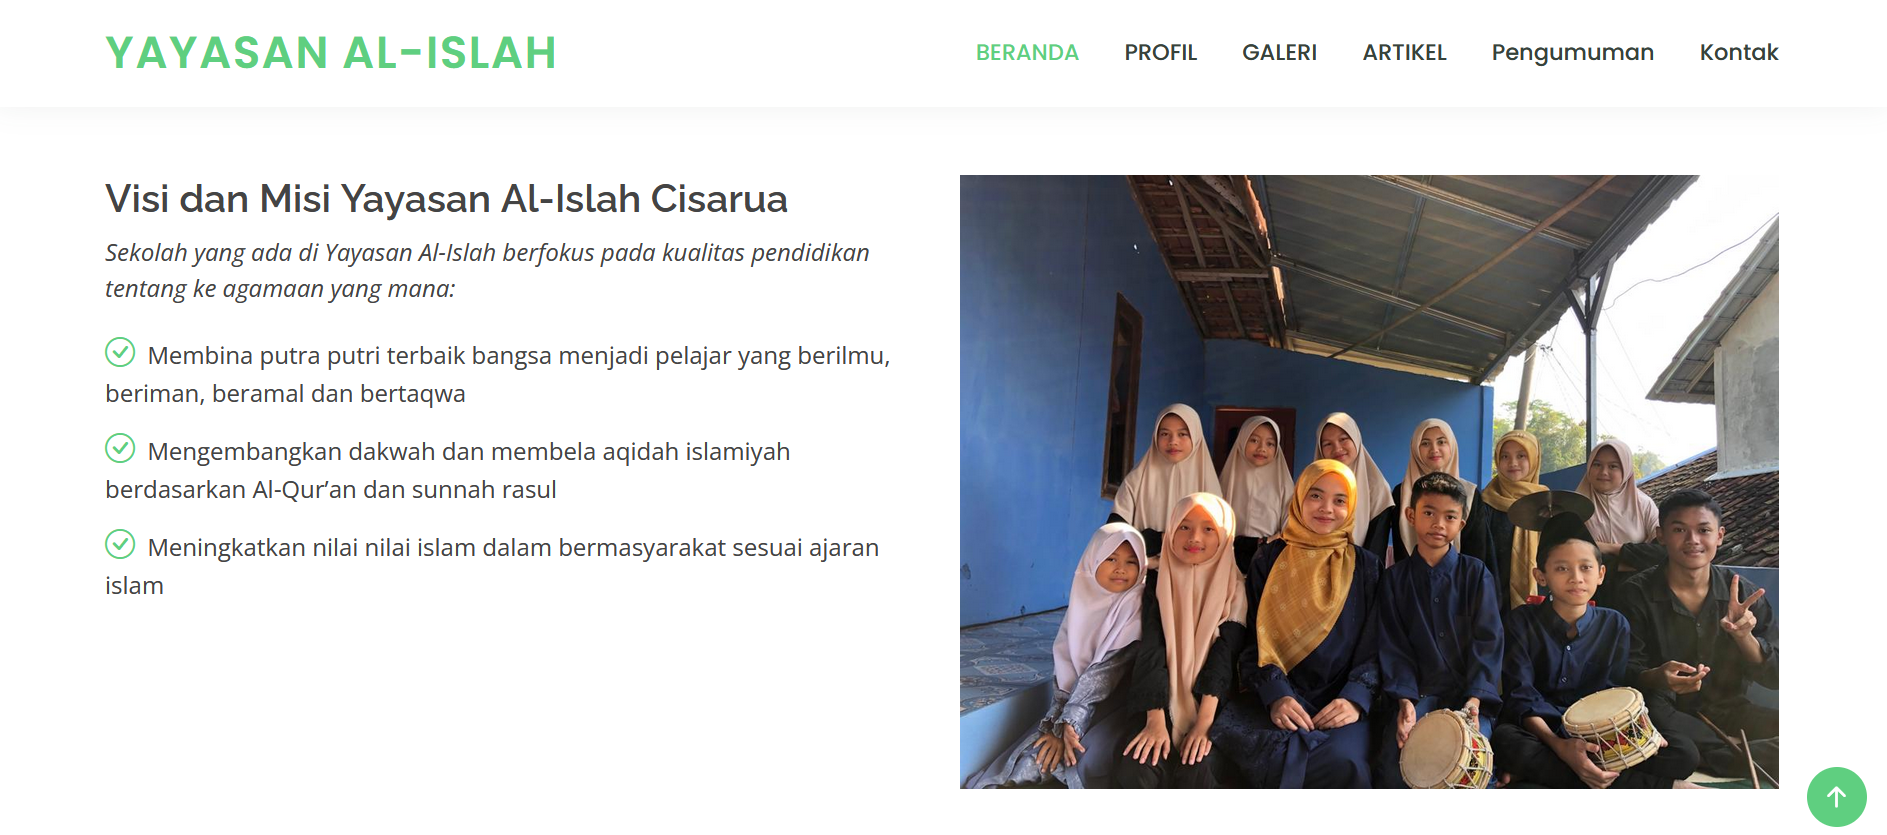 YAYASAN AL-ISLAH
BERANDA PROFIL GALERI ARTIKEL Pengumuman Kontak
Visi dan Misi Yayasan Al-Islah Cisarua
Sekolah yang ada di Yayasan Al-Islah berfokus pada kualitas pendidikan
tentang ke agamaan yang mana:
Membina putra putri terbaik bangsa menjadi pelajar yang berilmu,
beriman, beramal dan bertaqwa
Mengembangkan dakwah dan membela aqidah islamiyah
berdasarkan Al-Qur’an dan sunnah rasul
Meningkatkan nilai nilai islam dalam bermasyarakat sesuai ajaran
islam